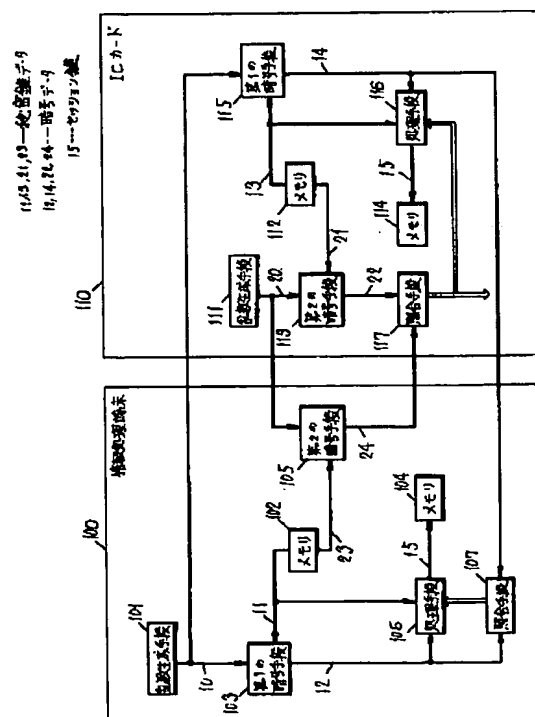 11,13,21,23---秘密鍵データ
12,14,22,24---暗号データ
15---セッション鍵
110
ICカード
111
乱数生成手段
20
113
第2の
暗号手段
22
117
照合手段
21
112
メモリ
13
115
第1の
暗号手段
14
116
処理手段
15
114
メモリ
100
情報処理端末
101
乱数生成手段
10
103
第1の
暗号手段
11
12
102
メモリ
23
105
第2の
暗号手段
24
106
処理手段
15
104
メモリ
107
照合手段